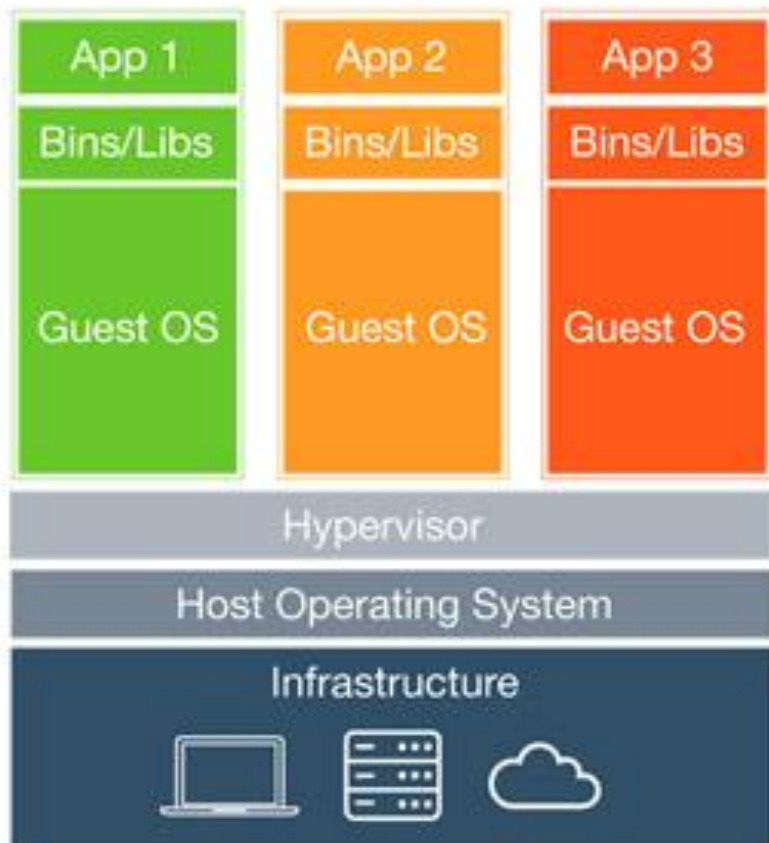 App 1
App 2
App 3
Bins/Libs
Bins/Libs
Bins/Libs
Guest OS
Guest OS
Guest OS
Hypervisor
Host Operating System
Infrastructure